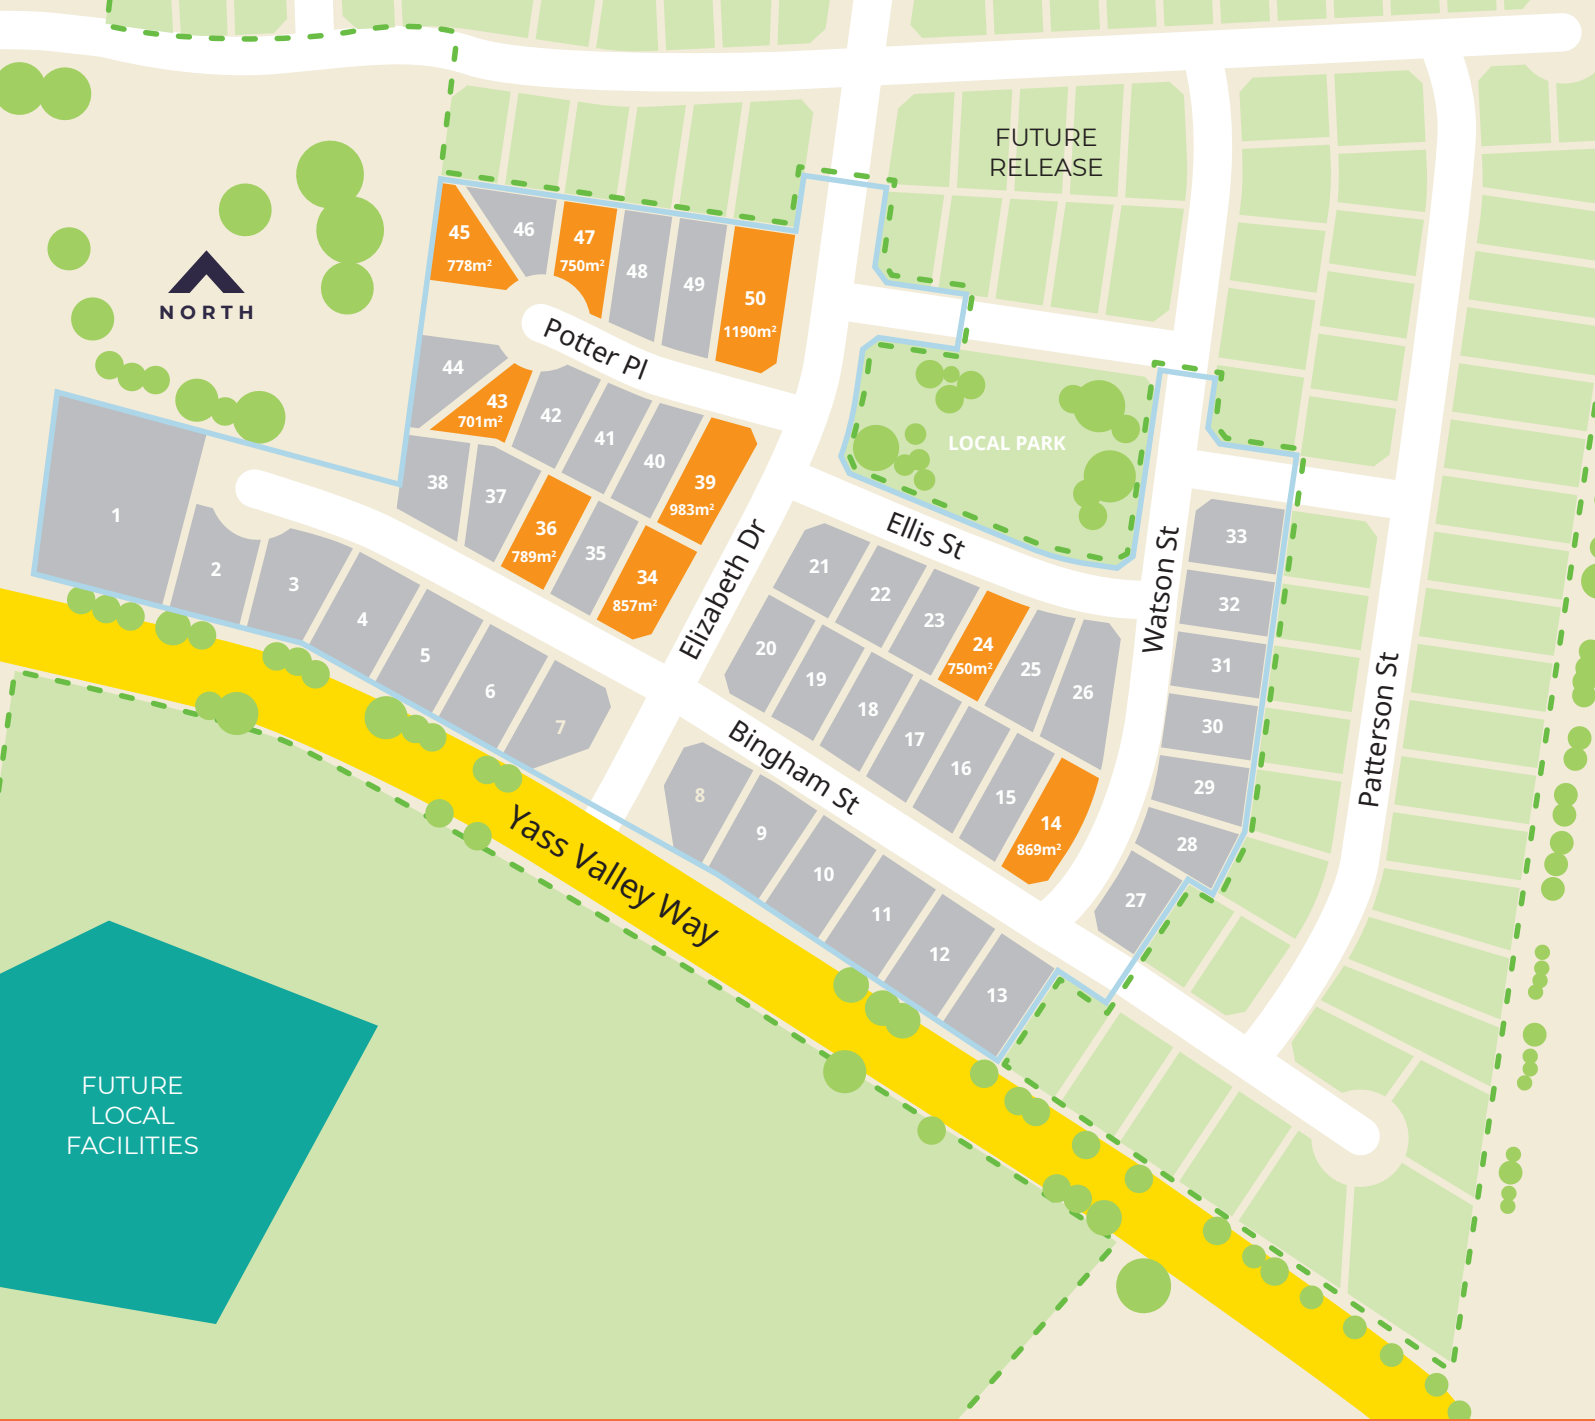 FUTURE
RELEASE
NORTH
45
778m²
46
47
750m²
48
49
50
1190m²
Potter Pl
44
43
701m²
42
41
40
39
983m²
38
37
36
789m²
35
34
857m²
LOCAL PARK
Ellis St
Elizabeth Dr
Watson St
Patterson St
1
2
3
4
5
6
7
21
22
23
24
750m²
25
26
20
19
18
17
16
15
14
869m²
33
32
31
30
29
28
27
Bingham St
8
9
10
11
12
13
Yass Valley Way
FUTURE
LOCAL
FACILITIES